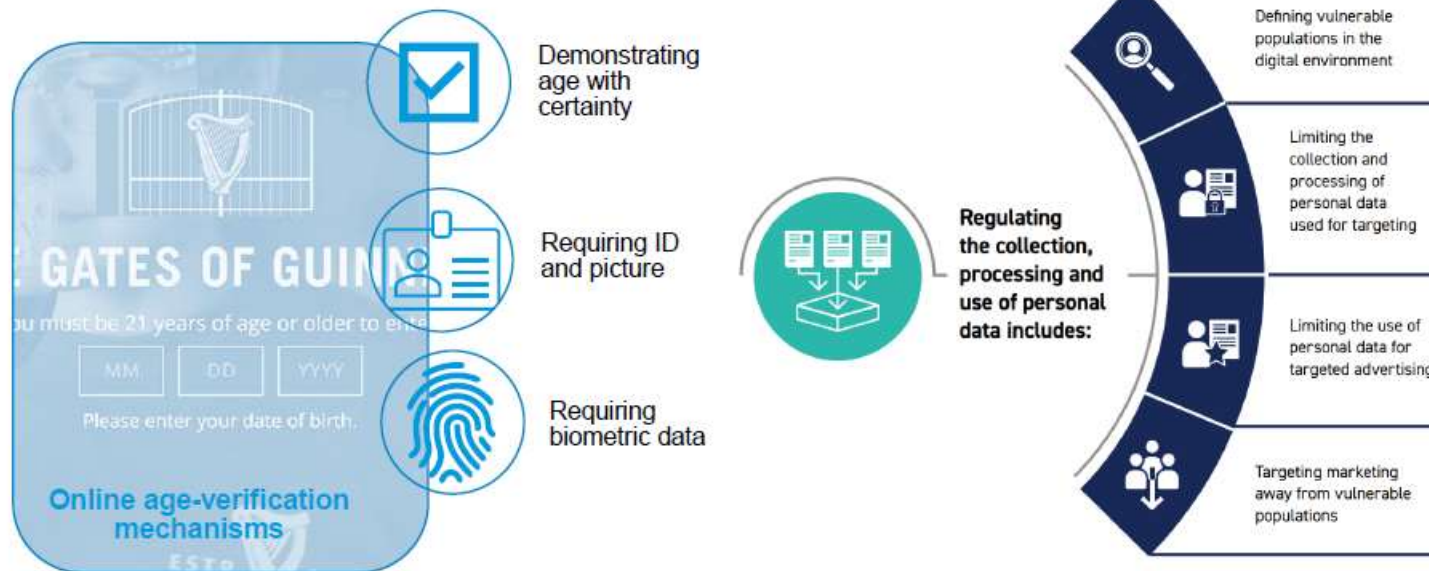 GATES OF GUINN
ou must be 21 years of age or older to ente
MM DD YYYY
Please enter your date of birth.
Online age-verification
mechanisms
ESTD
Demonstrating
age with
certainty
Requiring ID
and picture
Requiring
biometric data
Regulating
the collection,
processing and
use of personal
data includes:
Defining vulnerable
populations in the
digital environment
Limiting the
collection and
processing of
personal data
used for targeting
Limiting the use of
personal data for
targeted advertising
Targeting marketing
away from vulnerable
populations